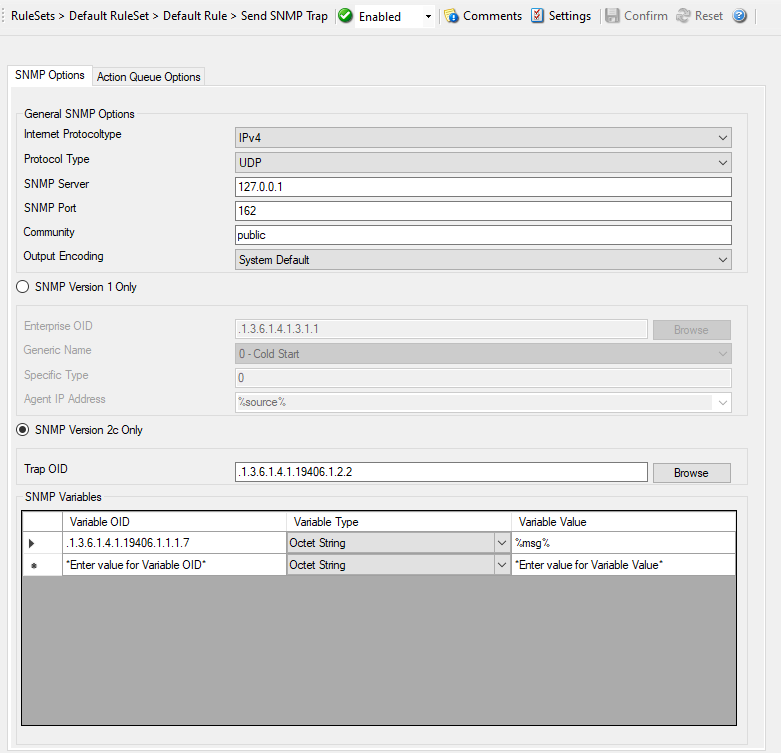 RuleSets > Default RuleSet > Default Rule > Send SNMP Trap Enabled Comments Settings Confirm Reset ?
SNMP Options Action Queue Options
General SNMP Options
Internet Protocoltype IPv4
Protocol Type UDP
SNMP Server 127.0.0.1
SNMP Port 162
Community public
Output Encoding System Default
SNMP Version 1 Only
Enterprise OID .1.3.6.1.4.1.3.1.1 Browse
Generic Name 0 - Cold Start
Specific Type 0
Agent IP Address %source%
SNMP Version 2c Only
Trap OID .1.3.6.1.4.1.19406.1.2.2 Browse
SNMP Variables
Variable OID Variable Type Variable Value
.1.3.6.1.4.1.19406.1.1.1.7 Octet String %msg%
*Enter value for Variable OID* Octet String *Enter value for Variable Value*